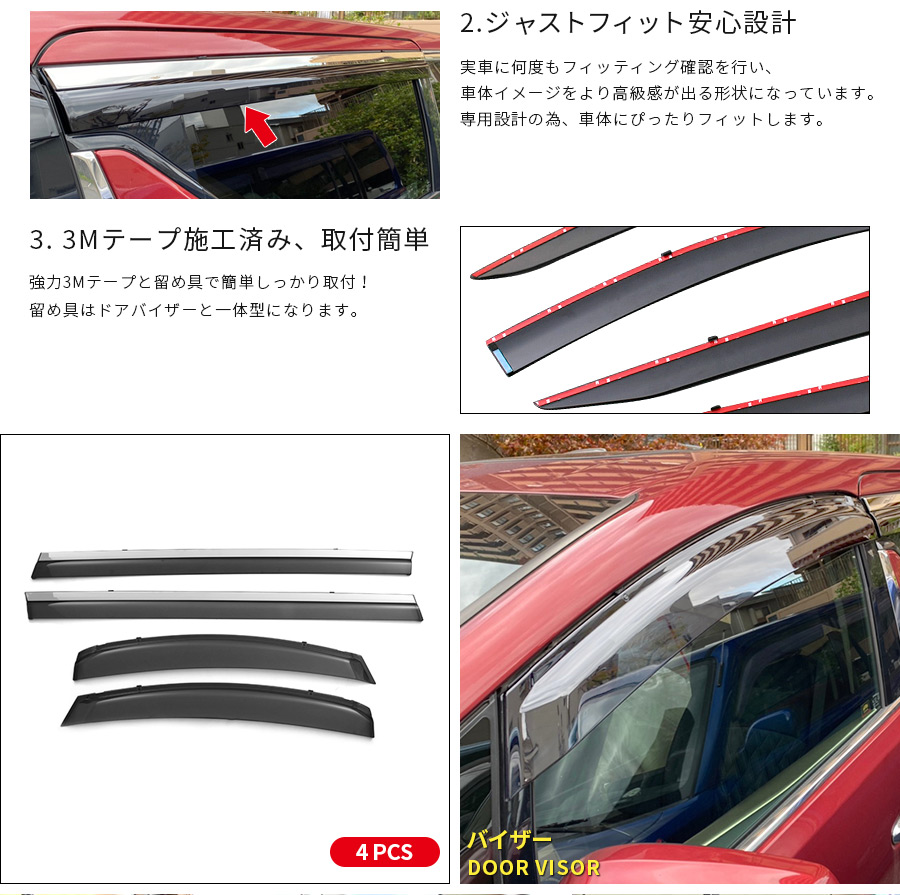 2.ジャストフィット安心設計
実車に何度もフィッティング確認を行い、
車体イメージをより高級感が出る形状になっています。
専用設計の為、車体にぴったりフィットします。
3. 3Mテープ施工済み、取付簡単
強力3Mテープと留め具で簡単しっかり取付！
留め具はドアバイザーと一体型になります。
4 PCS
バイザー
DOOR VISOR